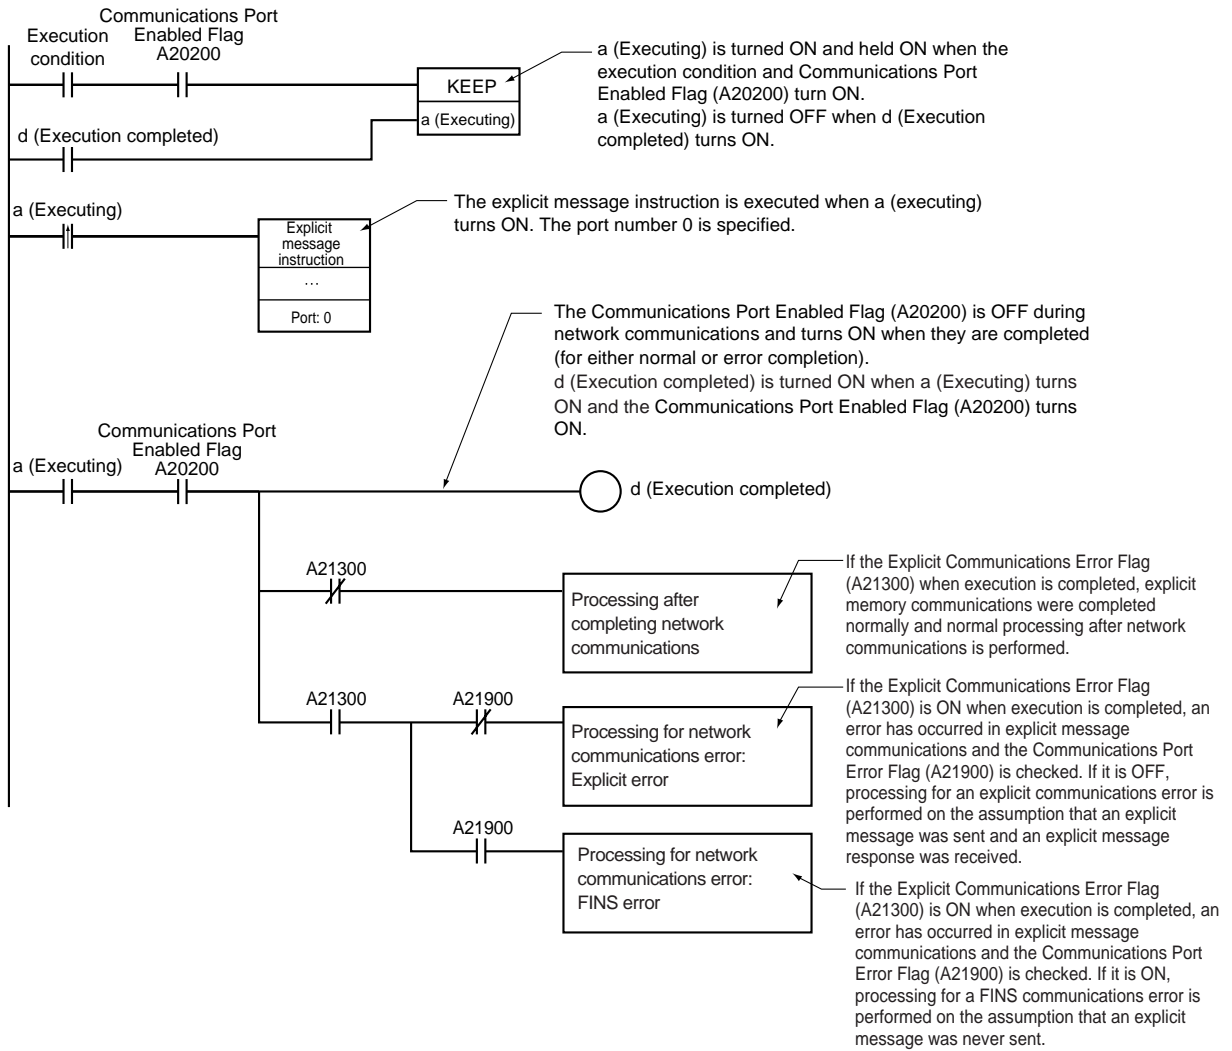 Communications Port
Enabled Flag
A20200
Execution
condition
KEEP
a (Executing)
d (Execution completed)
a (Executing) is turned ON and held ON when the
execution condition and Communications Port
Enabled Flag (A20200) turn ON.
a (Executing) is turned OFF when d (Execution
completed) turns ON.
a (Executing)
Explicit
message
instruction
...
Port: 0
The explicit message instruction is executed when a (executing)
turns ON. The port number 0 is specified.
The Communications Port Enabled Flag (A20200) is OFF during
network communications and turns ON when they are completed
(for either normal or error completion).
d (Execution completed) is turned ON when a (Executing) turns
ON and the Communications Port Enabled Flag (A20200) turns
ON.
Communications Port
Enabled Flag
A20200
a (Executing)
d (Execution completed)
A21300
Processing after
completing network
communications
If the Explicit Communications Error Flag
(A21300) when execution is completed, explicit
memory communications were completed
normally and normal processing after network
communications is performed.
A21300
A21900
Processing for network
communications error:
Explicit error
If the Explicit Communications Error Flag
(A21300) is ON when execution is completed, an
error has occurred in explicit message
communications and the Communications Port
Error Flag (A21900) is checked. If it is OFF,
processing for an explicit communications error is
performed on the assumption that an explicit
message was sent and an explicit message
response was received.
A21900
Processing for network
communications error:
FINS error
If the Explicit Communications Error Flag
(A21300) is ON when execution is completed, an
error has occurred in explicit message
communications and the Communications Port
Error Flag (A21900) is checked. If it is ON,
processing for a FINS communications error is
performed on the assumption that an explicit
message was never sent.